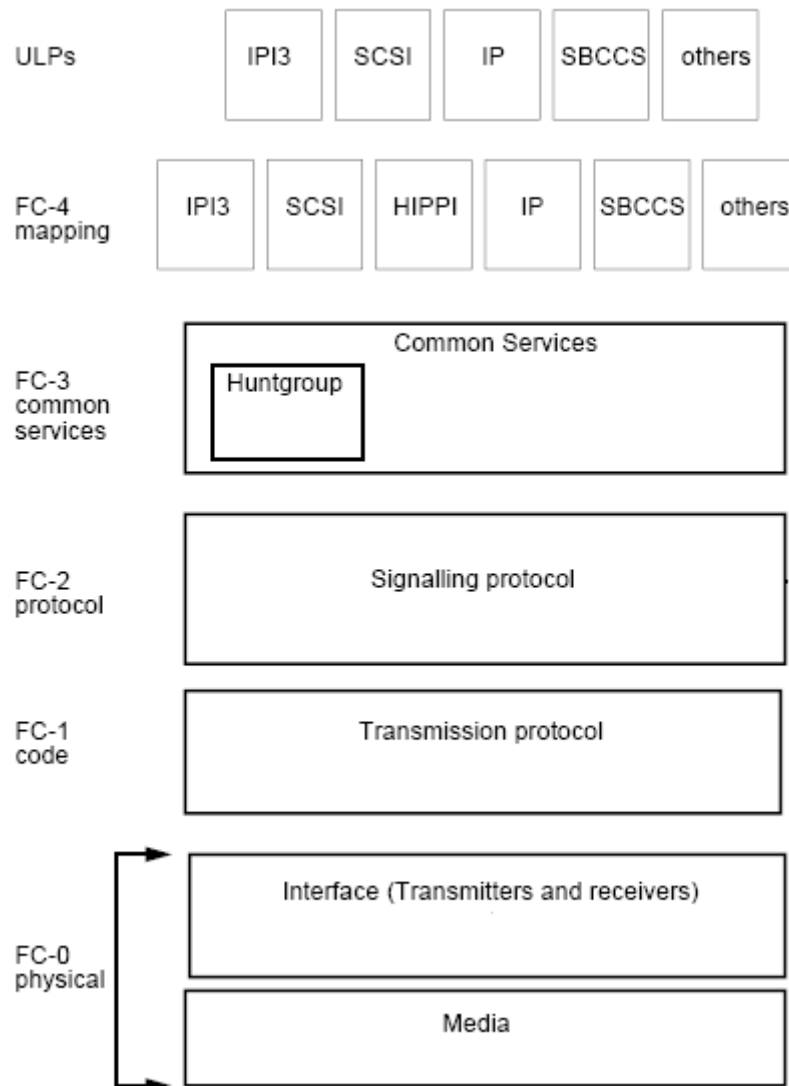 ULPs
IPI3 SCSI IP SBCCS others
FC-4
mapping
IPI3 SCSI HIPPI IP SBCCS others
FC-3
common
services
Common Services
Huntgroup
FC-2
protocol
Signalling protocol
FC-1
code
Transmission protocol
FC-0
physical
Interface (Transmitters and receivers)
Media